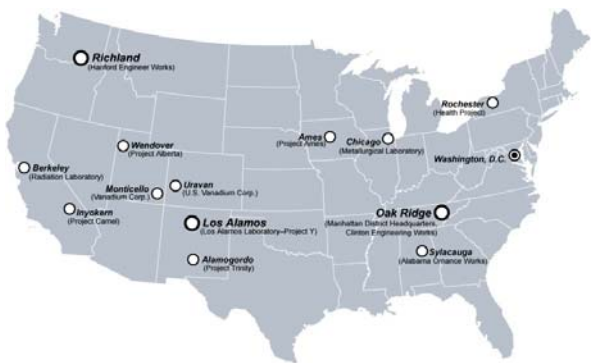 Richland
(Hanford Engineer Works)
Rochester
(Health Project)
Wendover
(Project Alberta)
Ames
(Project Ames)
Chicago
(Metallurgical Laboratory)
Washington, D.C.
Berkeley
(Radiation Laboratory)
Monticello
(Vanadium Corp.)
Uravan
(U.S. Vanadium Corp.)
Inyokern
(Project Camel)
Los Alamos
(Los Alamos Laboratory–Project Y)
Oak Ridge
(Manhattan District Headquarters,
Clinton Engineering Works)
Alamogordo
(Project Trinity)
Sylacauga
(Alabama Ornance Works)